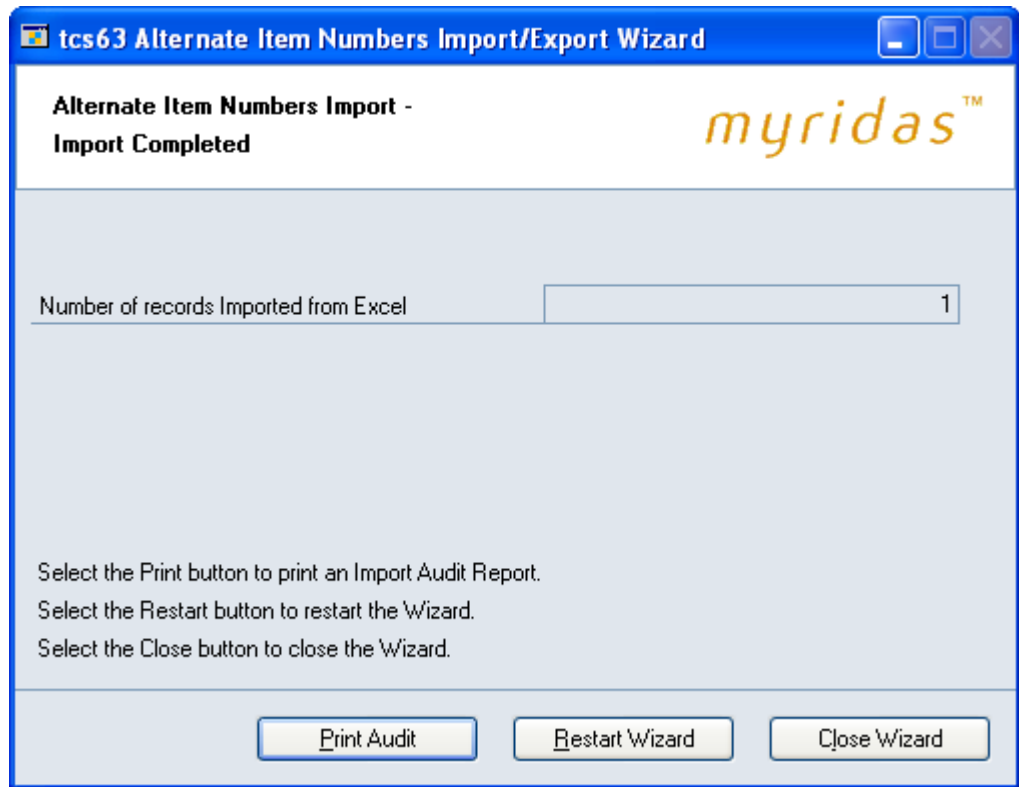 tcs63 Alternate Item Numbers Import/Export Wizard
Alternate Item Numbers Import -
Import Completed
myridas™
Number of records Imported from Excel 1
Select the Print button to print an Import Audit Report.
Select the Restart button to restart the Wizard.
Select the Close button to close the Wizard.
Print Audit Restart Wizard Close Wizard